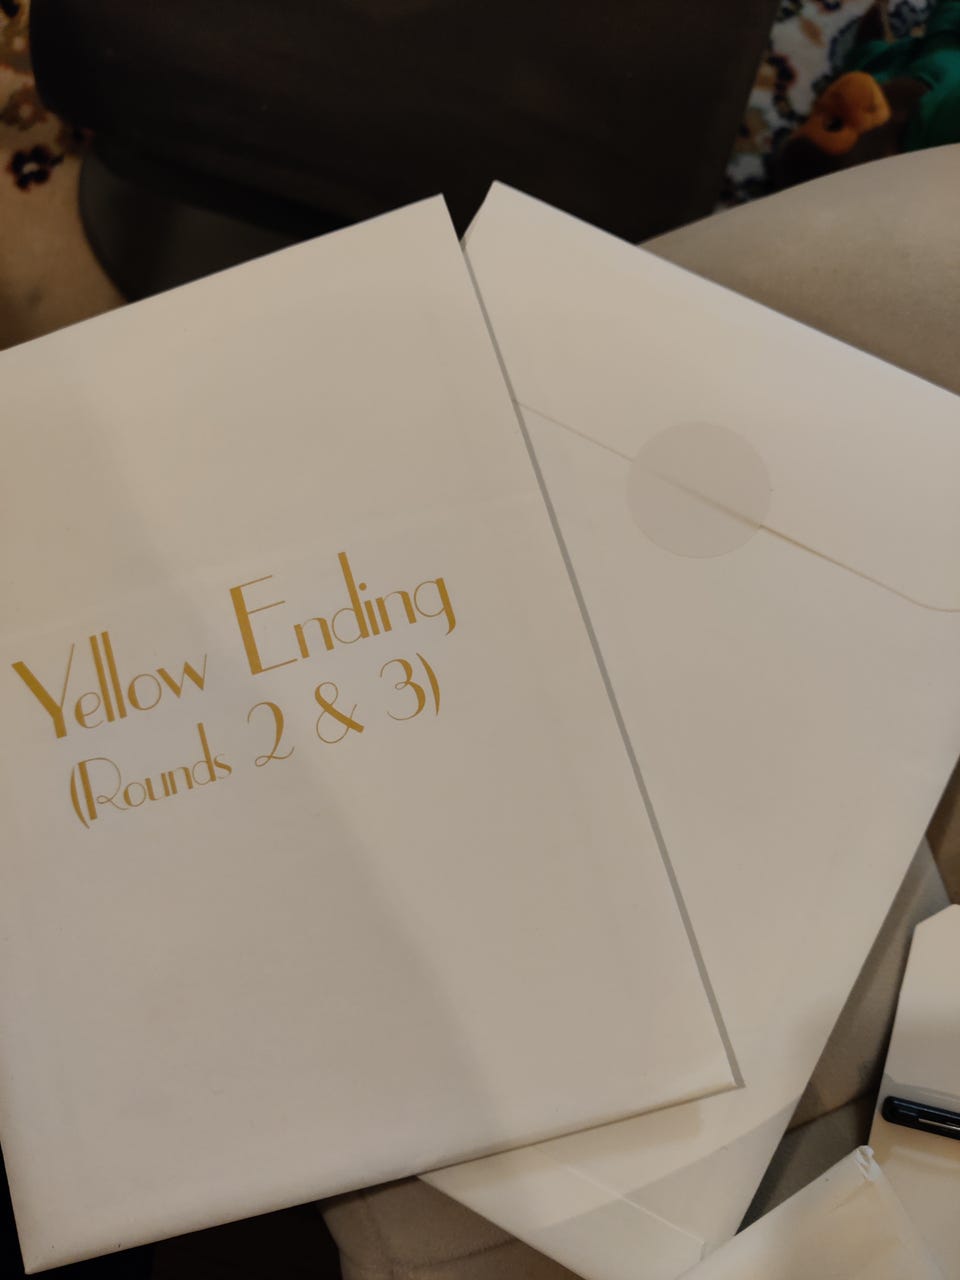 Yellow Ending
(Rounds 2 & 3)